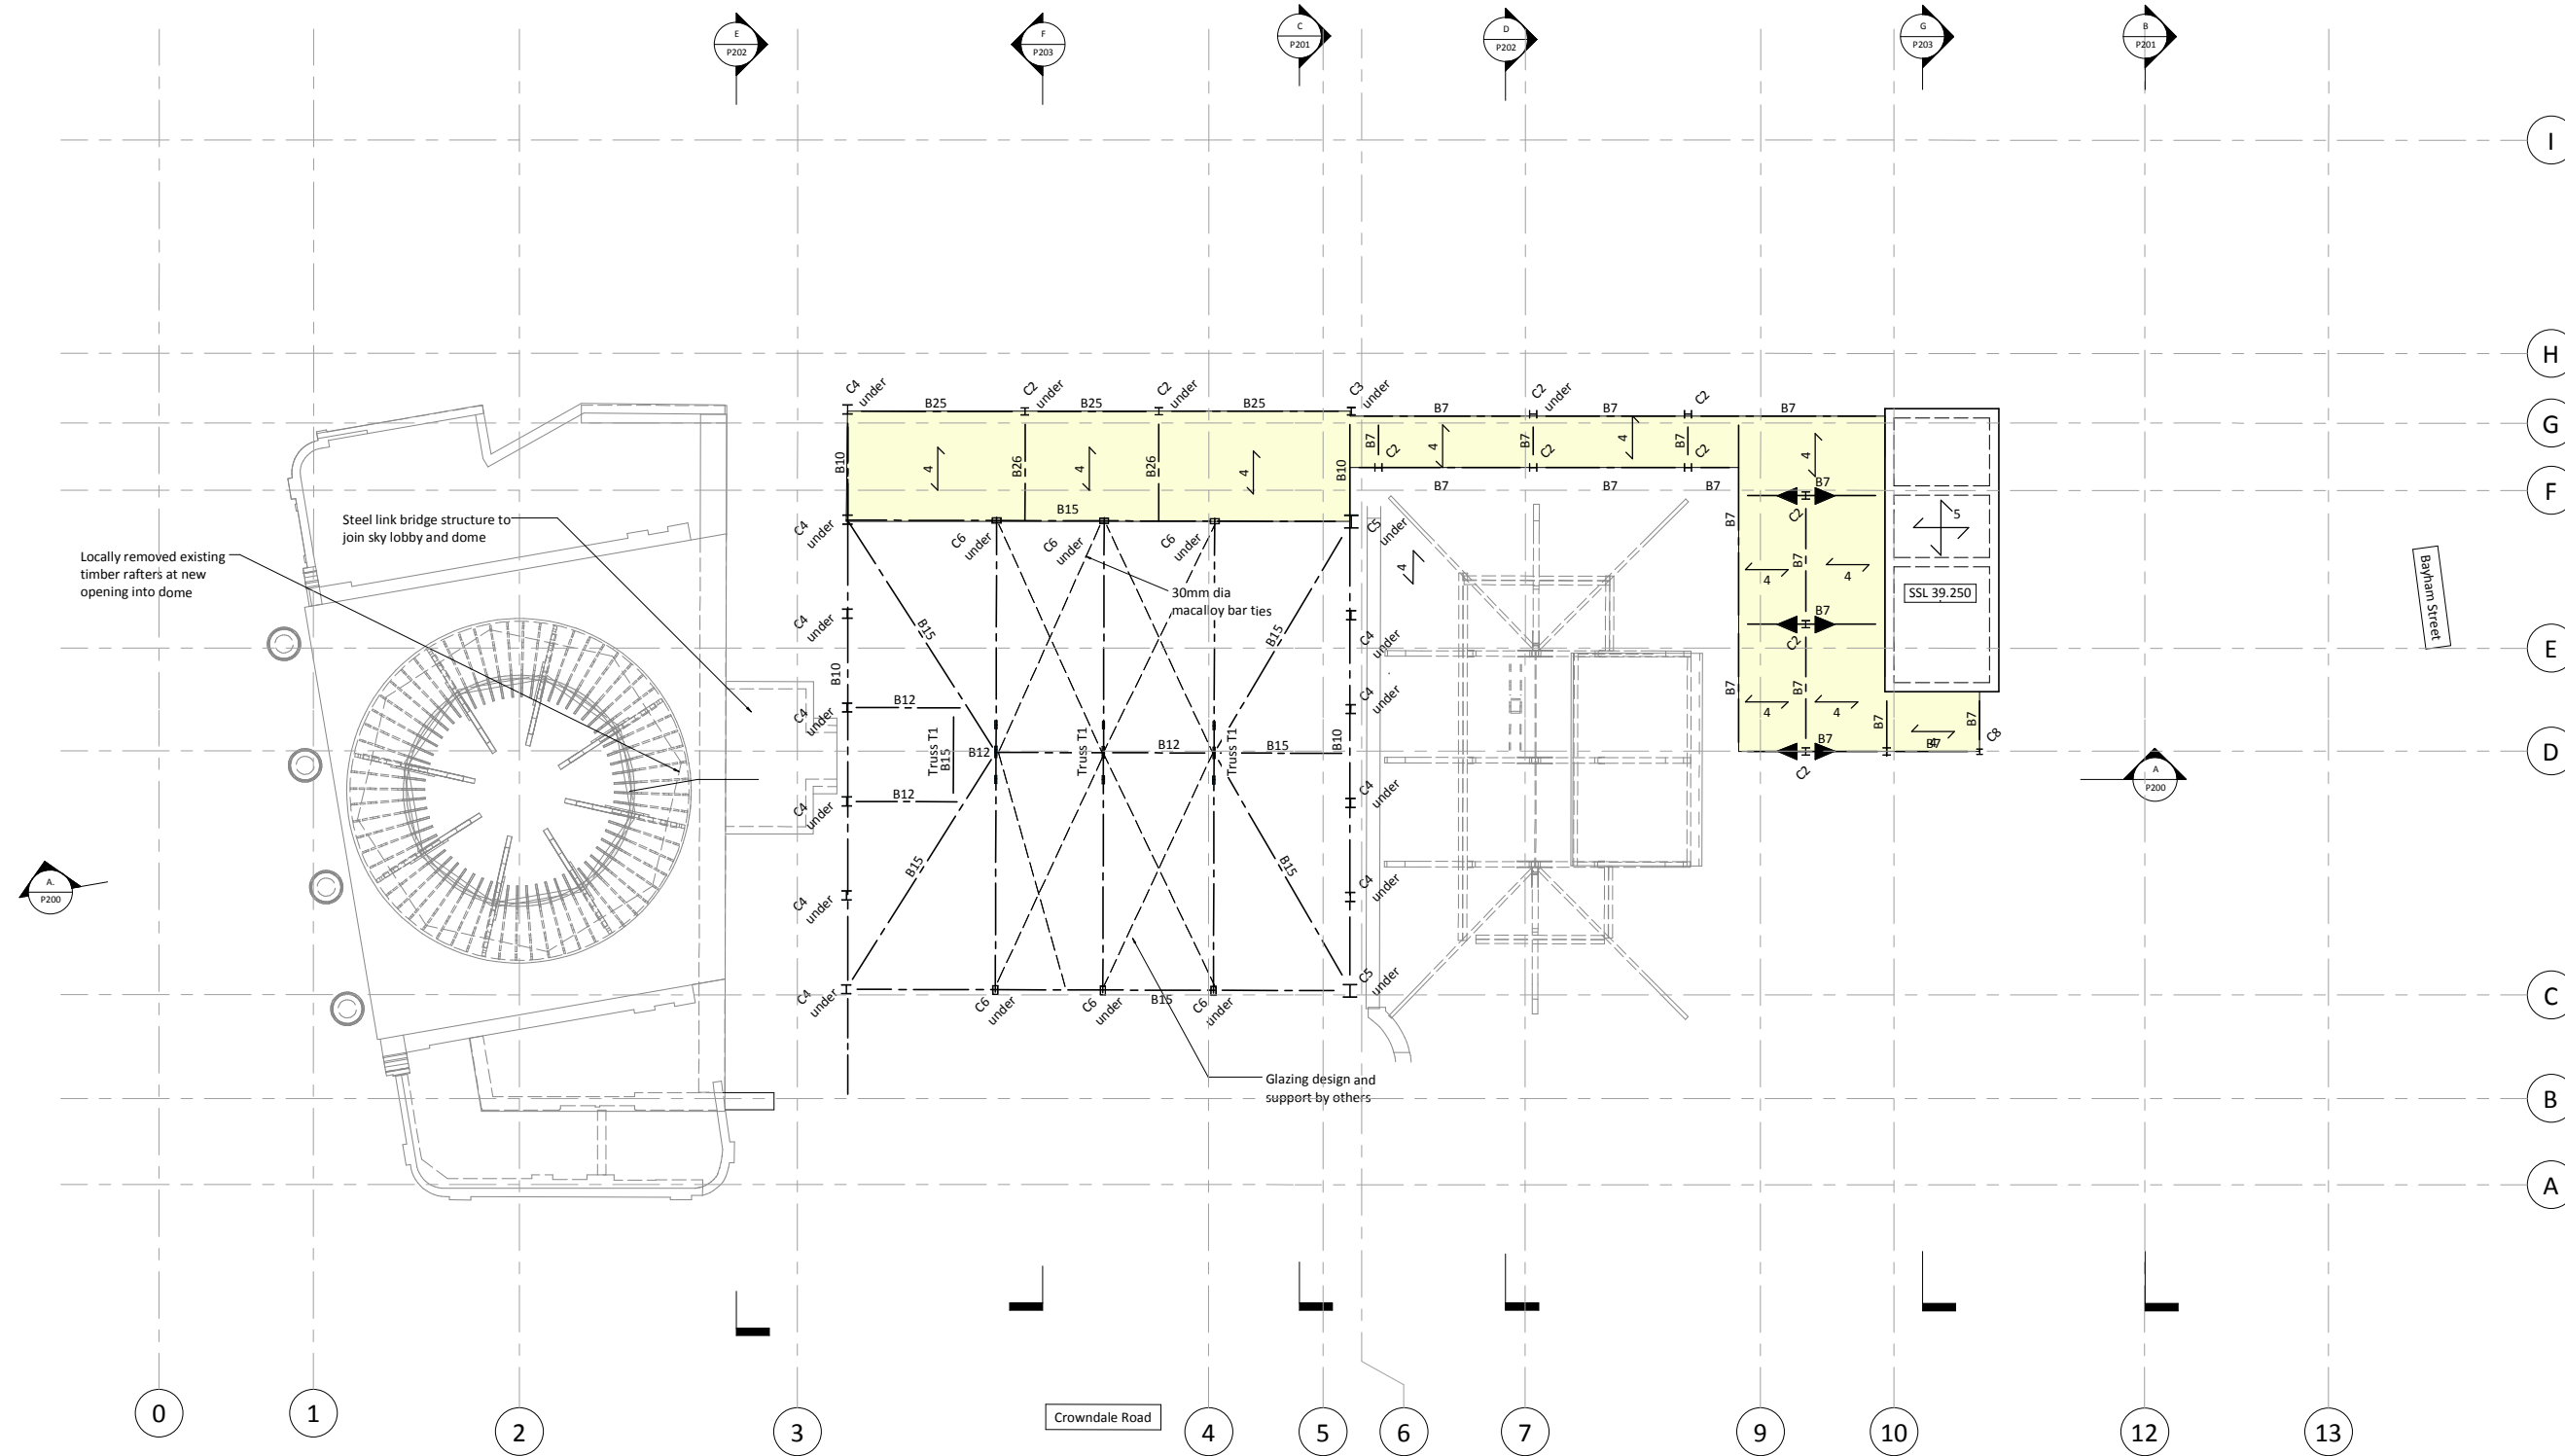 E
P202
F
P203
C
P201
D
P202
G
P203
B
P201
I
H
C4
under
B25
C2
under
B25
C2
under
B25
C3
under
B7
C2
under
B7
C2
B7
G
B10
4
B26
4
B26
4
B10
B7
C2
4
B7
C2
4
B7
C2
4
B7
B7
B7
B7
F
C2
Steel link bridge structure to
join sky lobby and dome
C4
under
B15
C6
under
C6
under
C6
under
C5
under
B7
5
Locally removed existing
timber rafters at new
opening into dome
4
30mm dia
macalloy bar ties
B7
4
4
SSL 39.250
Bayham Street
C4
under
B15
B15
C4
under
B7
C2
E
B10
C4
under
B12
C4
under
B7
B7
4
4
B7
B7
C8
Truss T1
B15
B12
Truss T1
B12
Truss T1
B15
B10
B7
C2
4
B7
D
A
P200
C4
under
B12
C4
under
B15
B15
C4
under
C4
under
A.
P200
C4
under
C6
under
C6
under
B15
C6
under
C5
under
C
Glazing design and
support by others
B
A
Crowndale Road
0
1
2
3
4
5
6
7
9
10
12
13